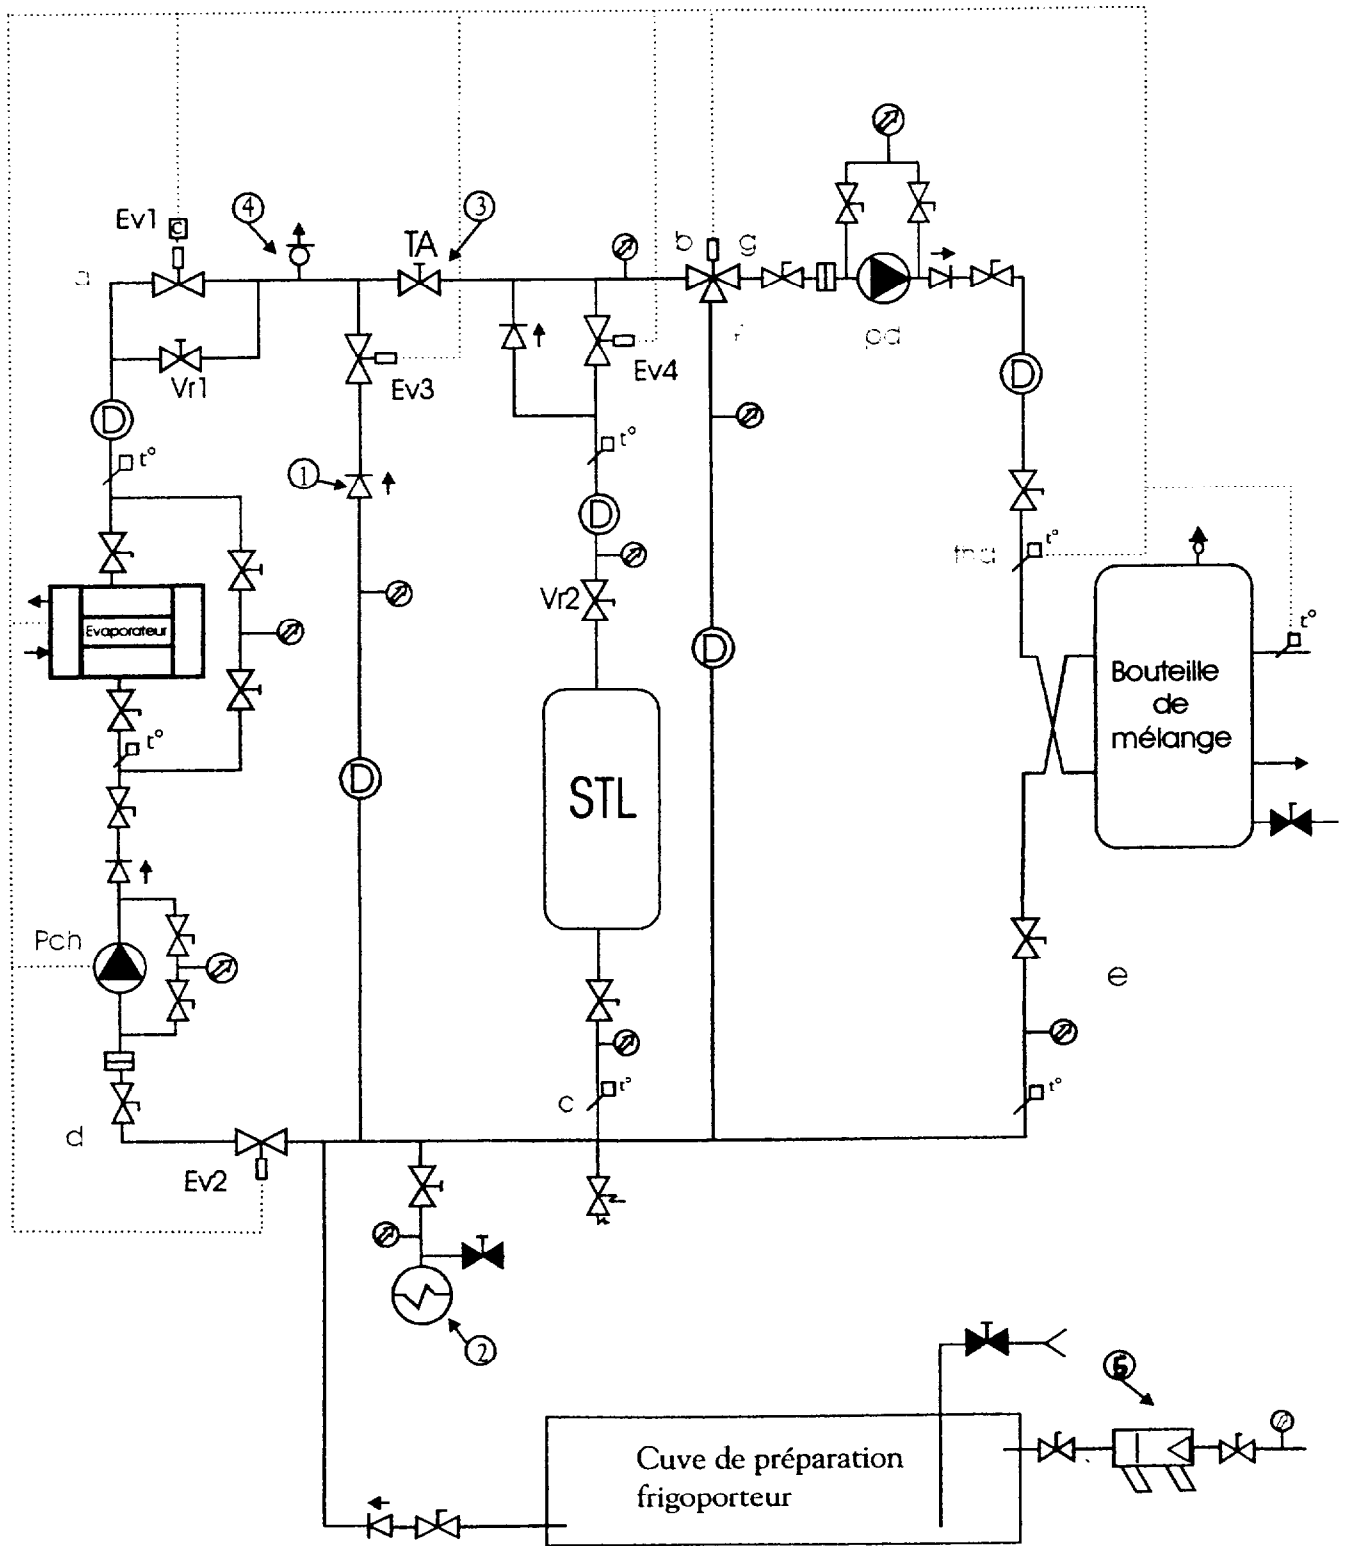 4
3
Ev1
c
TA
b
g
a
pd
Vr1
Ev3
Ev4
D
D
t°
t°
1
D
t°
Vr2
t°
Evaporateur
D
Bouteille
de
mélange
t°
D
STL
Pch
e
t°
c
t°
d
Ev2
2
Cuve de préparation
frigoporteur